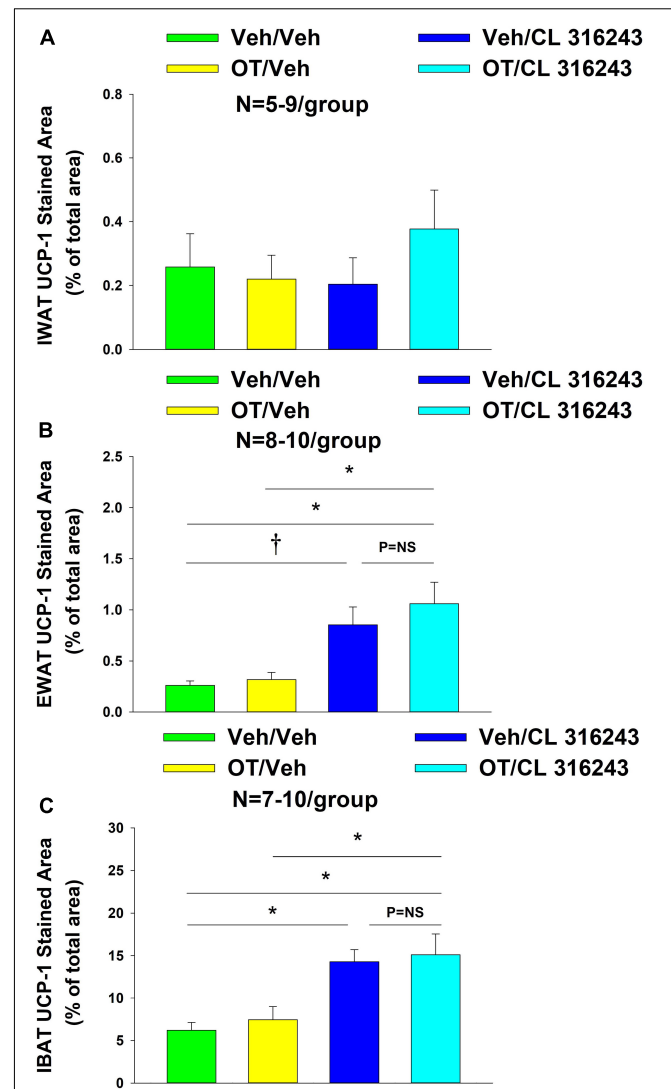 A
Veh/Veh
Veh/CL 316243
OT/Veh
OT/CL 316243
N=5-9/group
IWAT UCP-1 Stained Area
(% of total area)
0.8
0.6
0.4
0.2
0.0
Veh/Veh
Veh/CL 316243
OT/Veh
OT/CL 316243
B
N=8-10/group
EWAT UCP-1 Stained Area
(% of total area)
2.5
2.0
1.5
1.0
0.5
0.0
*
*
†
P=NS
Veh/Veh
Veh/CL 316243
OT/Veh
OT/CL 316243
C
N=7-10/group
IBAT UCP-1 Stained Area
(% of total area)
30
25
20
15
10
5
0
*
*
*
P=NS